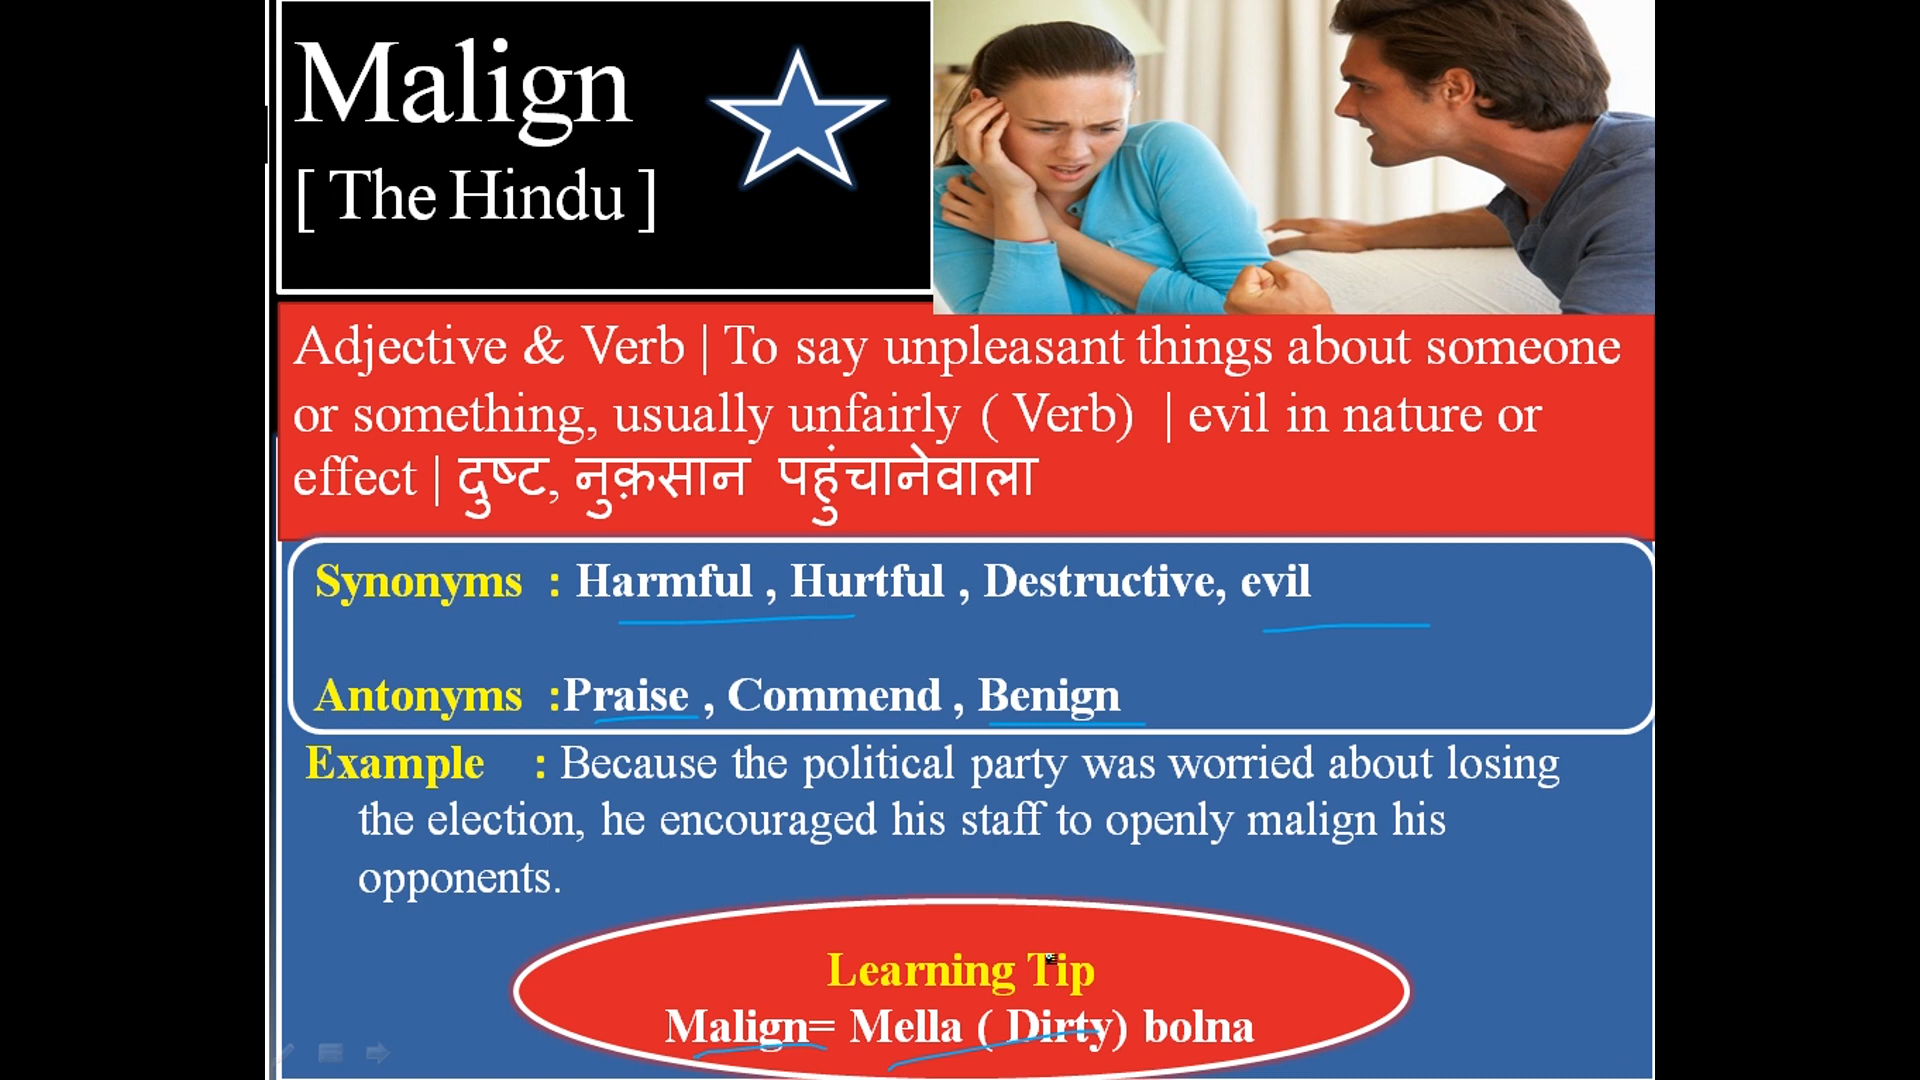 Malign
[ The Hindu ]
Adjective & Verb | To say unpleasant things about someone
or something, usually unfairly ( Verb) | evil in nature or
effect | दुष्ट, नुक़सान पहुंचानेवाला
Synonyms : Harmful , Hurtful , Destructive, evil
Antonyms :Praise , Commend , Benign
Example : Because the political party was worried about losing
the election, he encouraged his staff to openly malign his
opponents.
Learning Tip
Malign= Mella ( Dirty) bolna